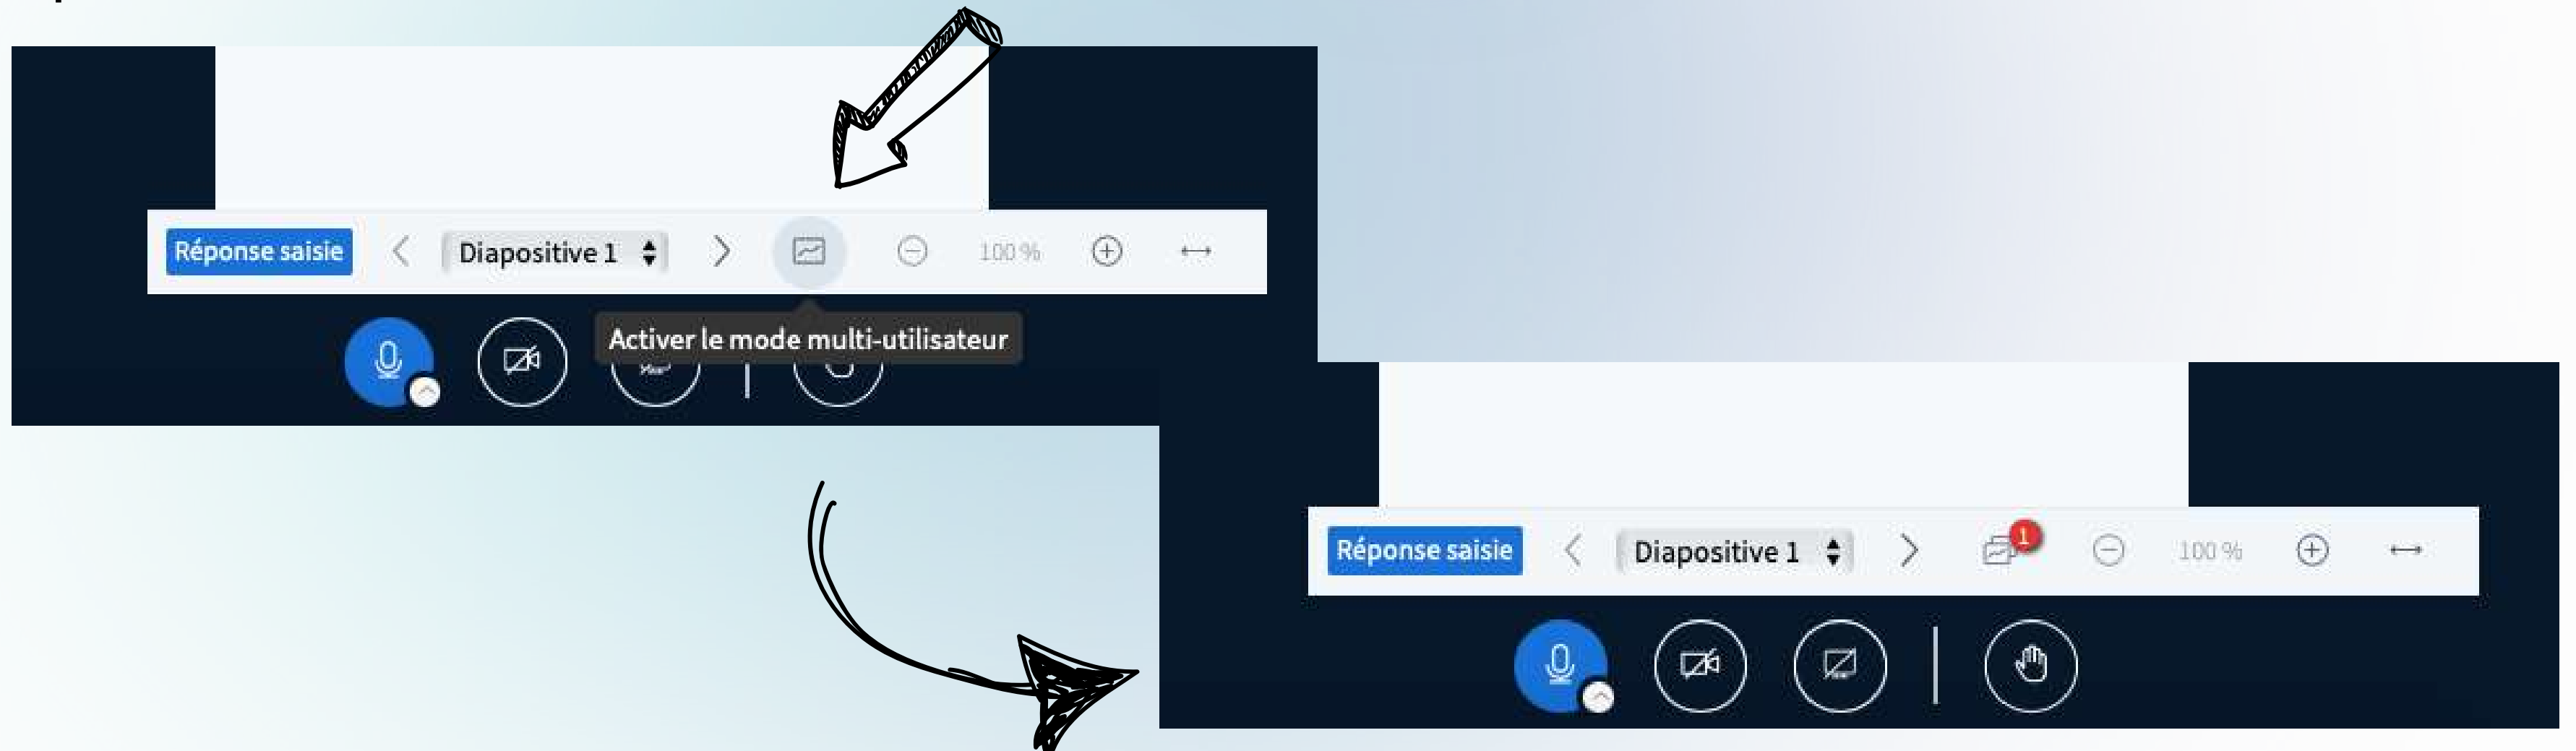 Réponse saisie Diapositive 1 100 %
Activer le mode multi-utilisateur
Réponse saisie Diapositive 1 1 100 %